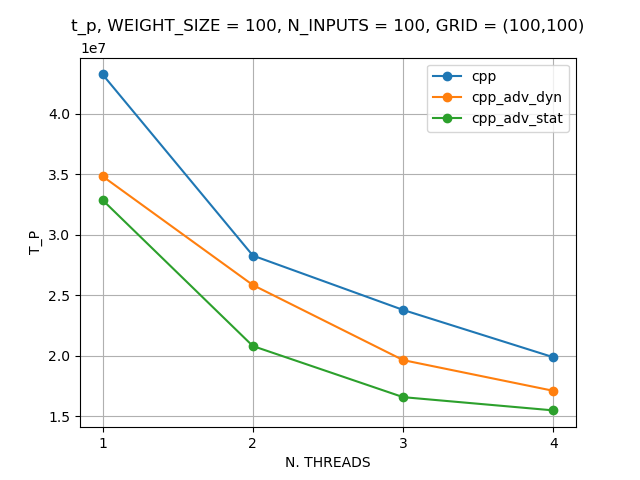 t_p, WEIGHT_SIZE = 100, N_INPUTS = 100, GRID = (100,100)
1e7
cpp
cpp_adv_dyn
cpp_adv_stat
4.0
3.5
3.0
2.5
2.0
1.5
T_P
1 2 3 4
N. THREADS